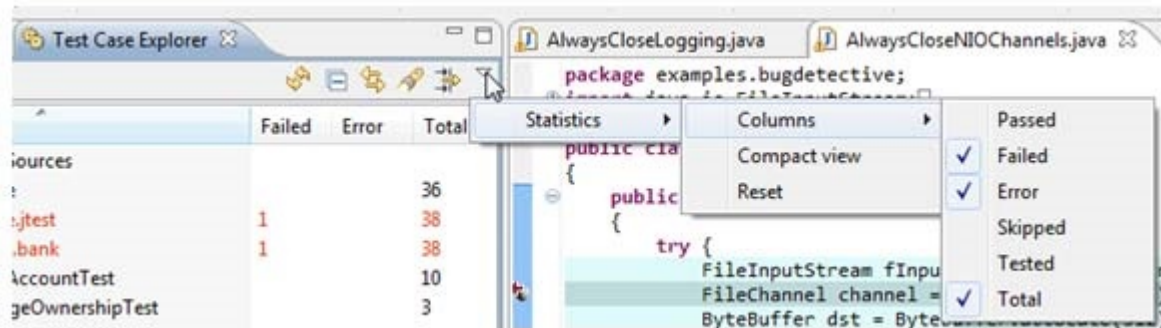 Test Case Explorer
AlwaysCloseLogging.java
AlwaysCloseNIOChannels.java
package examples.bugdetective;
Failed Error Total
Statistics
Columns
Passed
Sources
public cla
Compact view
Failed
{
36
public
Reset
Error
.jtest 1 38
{
Skipped
.bank 1 38
try {
Tested
AccountTest 10
FileInputStream fInpu
FileChannel channel =
Total
geOwnershipTest 3
ByteBuffer dst =